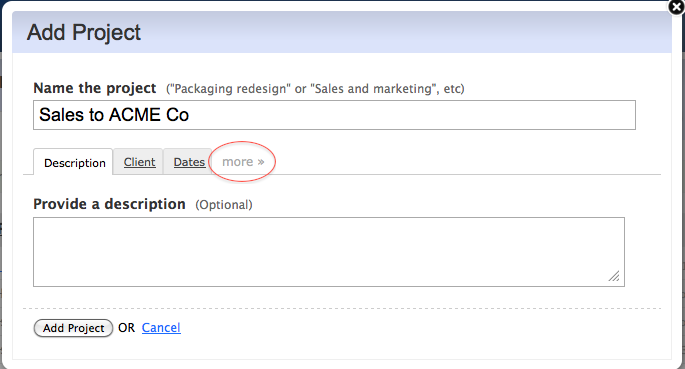 Add Project
Name the project ("Packaging redesign" or "Sales and marketing", etc)
Sales to ACME Co
Description Client Dates more »
Provide a description (Optional)
Add Project OR Cancel